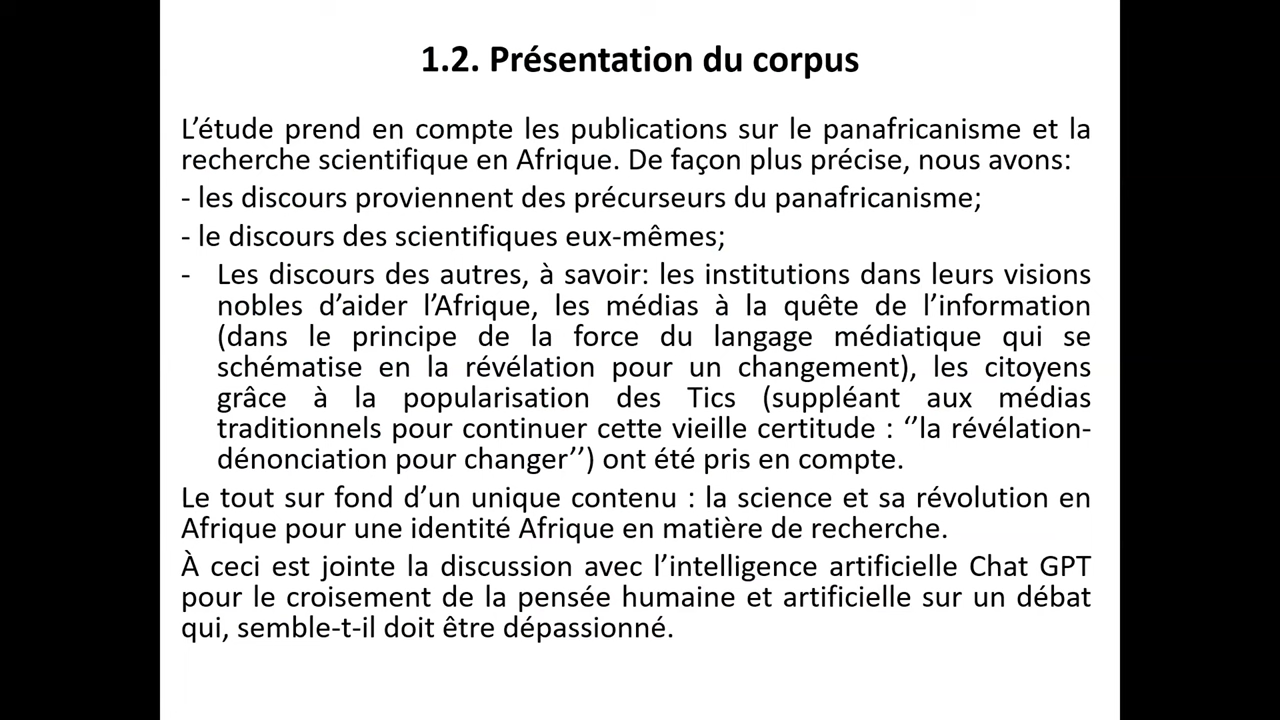 1.2. Présentation du corpus
L’étude prend en compte les publications sur le panafricanisme et la
recherche scientifique en Afrique. De façon plus précise, nous avons:
- les discours proviennent des précurseurs du panafricanisme;
- le discours des scientifiques eux-mêmes;
- Les discours des autres, à savoir: les institutions dans leurs visions
nobles d’aider l’Afrique, les médias à la quête de l’information
(dans le principe de la force du langage médiatique qui se
schématise en la révélation pour un changement), les citoyens
grâce à la popularisation des Tics (suppléant aux médias
traditionnels pour continuer cette vieille certitude : ‘’la révélation-
dénonciation pour changer’’) ont été pris en compte.
Le tout sur fond d’un unique contenu : la science et sa révolution en
Afrique pour une identité Afrique en matière de recherche.
À ceci est jointe la discussion avec l’intelligence artificielle Chat GPT
pour le croisement de la pensée humaine et artificielle sur un débat
qui, semble-t-il doit être dépassionné.